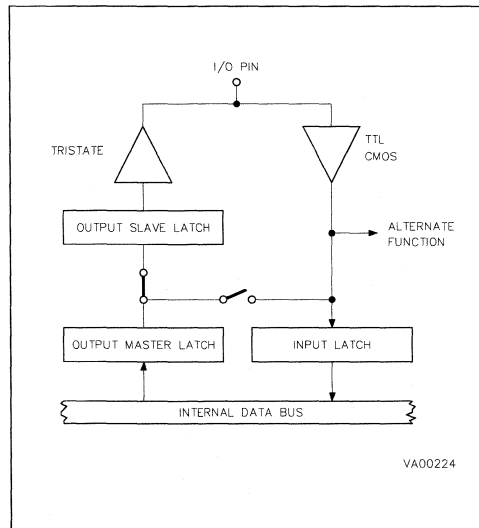 I/O PIN
TRISTATE
TTL
CMOS
OUTPUT SLAVE LATCH
ALTERNATE
FUNCTION
OUTPUT MASTER LATCH
INPUT LATCH
INTERNAL DATA BUS
VA00224